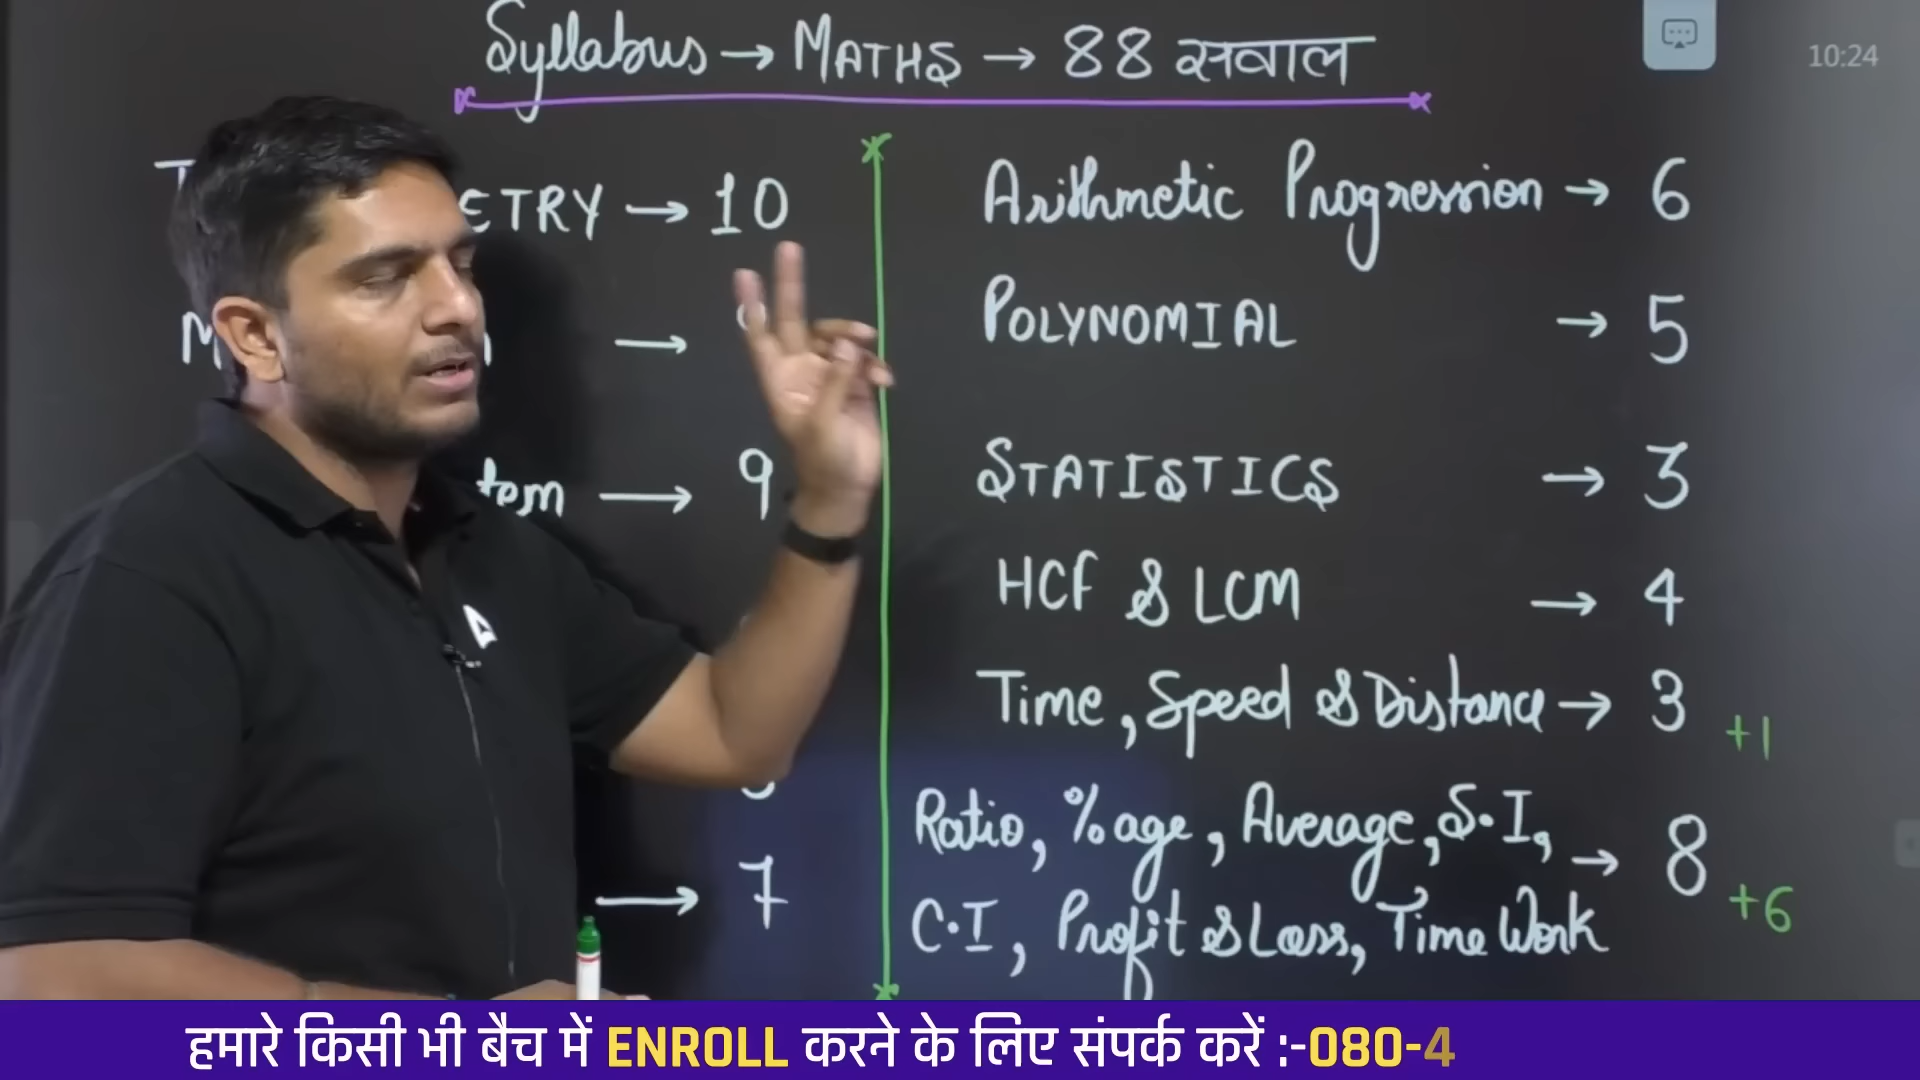 Syllabus → MATHS → 88 सवाल
10:24
ETRY → 10
→
tem → 9
→ 7
Arithmetic Progression → 6
POLYNOMIAL → 5
STATISTICS → 3
HCF & LCM → 4
Time, Speed & Distance → 3 +1
Ratio, %age, Average, S.I, → 8 +6
C.I, Profit & Loss, Time Work
हमारे किसी भी बैच में ENROLL करने के लिए संपर्क करें :-080-4